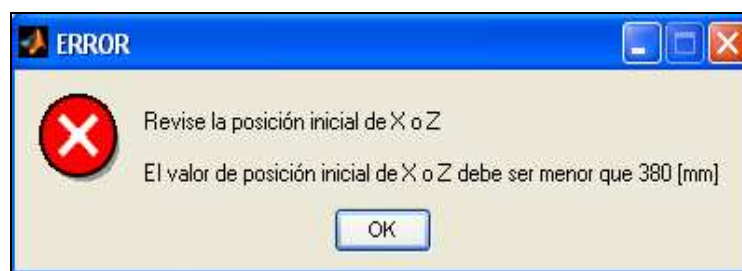 ERROR
Revise la posición inicial de X o Z
El valor de posición inicial de X o Z debe ser menor que 380 [mm]
OK